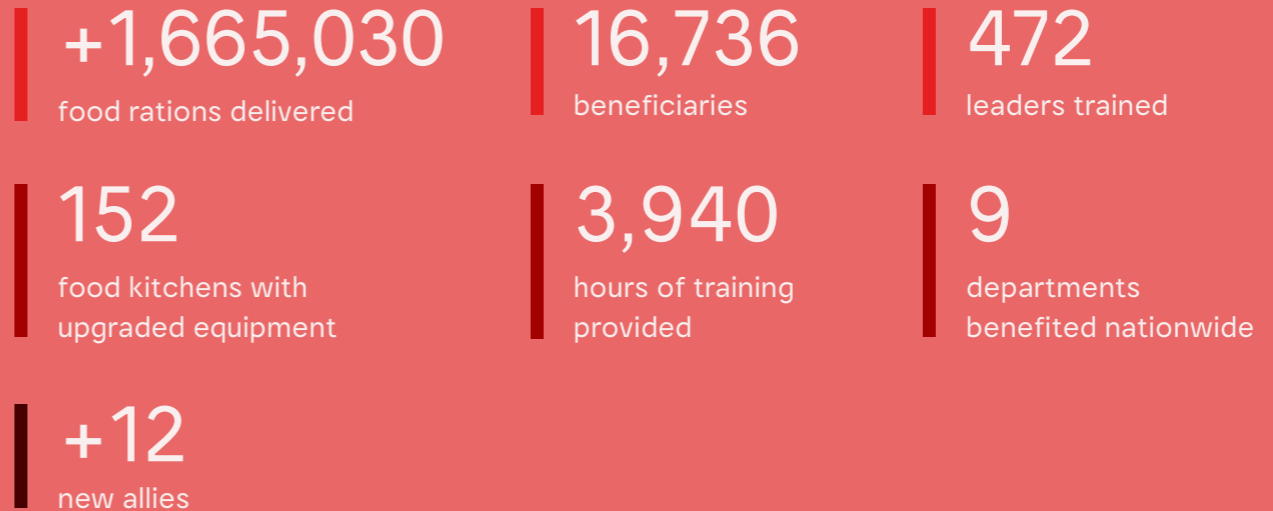 +1,665,030
food rations delivered
16,736
beneficiaries
472
leaders trained
152
food kitchens with
upgraded equipment
3,940
hours of training
provided
9
departments
benefited nationwide
+12
new allies